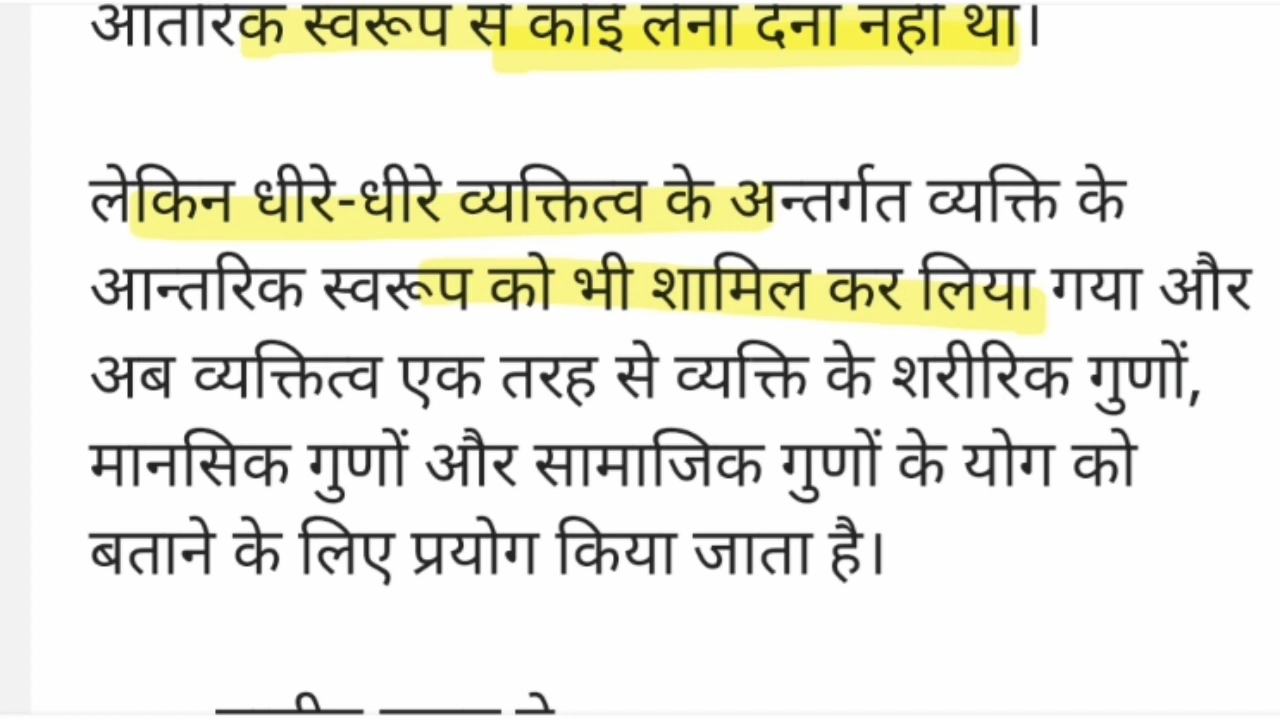 आंतरिक स्वरूप से कोई लेना देना नहीं था।
लेकिन धीरे-धीरे व्यक्तित्व के अन्तर्गत व्यक्ति के
आन्तरिक स्वरूप को भी शामिल कर लिया गया और
अब व्यक्तित्व एक तरह से व्यक्ति के शरीरिक गुणों,
मानसिक गुणों और सामाजिक गुणों के योग को
बताने के लिए प्रयोग किया जाता है।